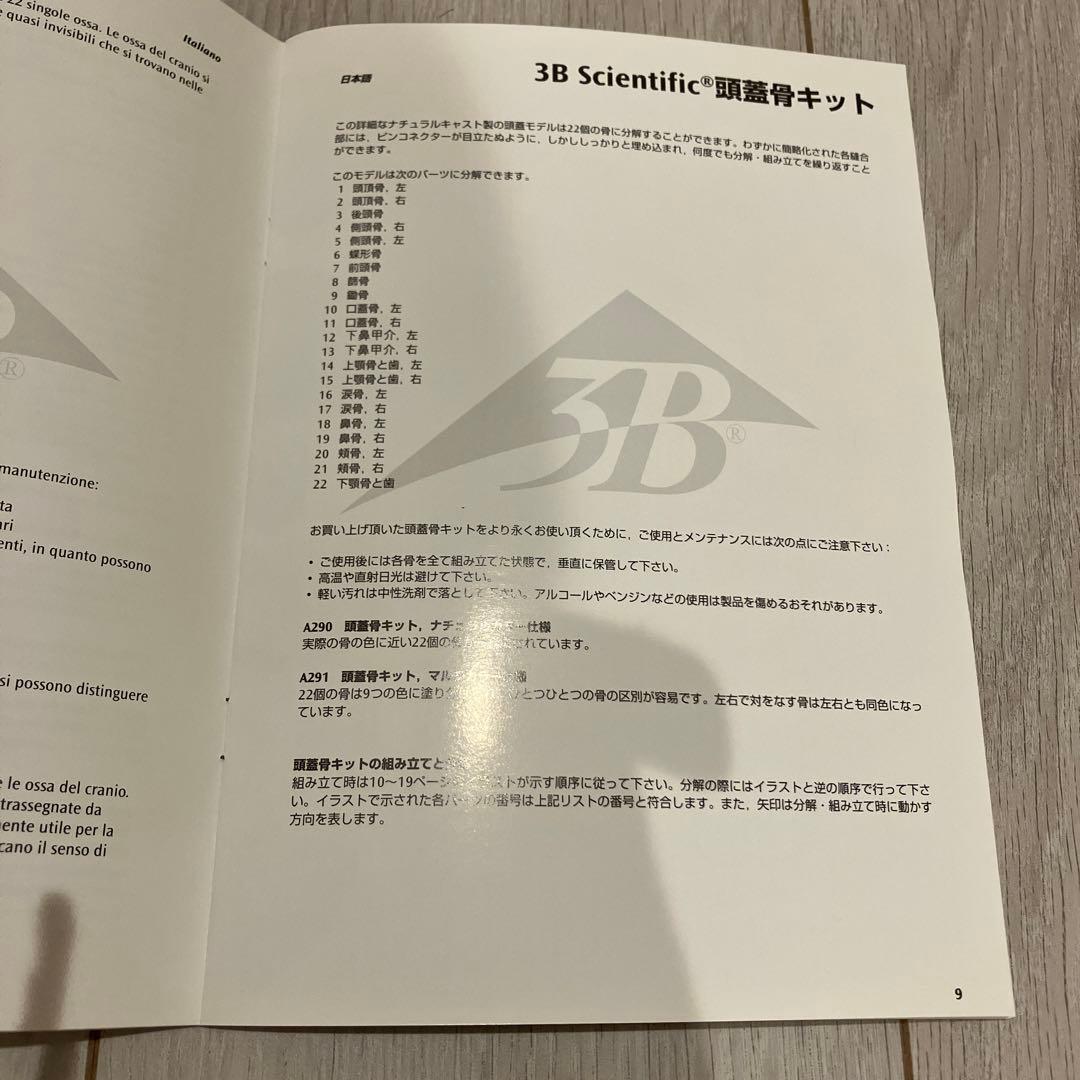 22 singole ossa. Le ossa del cranio si
quasi invisibili che si trovano nelle
Italiano
®
manutenzione:
ta
ari
enti, in quanto possono
si possono distinguere
e le ossa del cranio.
trassegnate da
nente utile per la
cano il senso di
日本語
3B Scientific®頭蓋骨キット
この詳細なナチュラルキャスト製の頭蓋モデルは22個の骨に分解することができます。わずかに簡略化された各縫合
部には、ピンコネクターが目立たぬように，しかししっかりと埋め込まれ，何度でも分解・組み立てを繰り返すこと
ができます。
このモデルは次のパーツに分解できます。
1 頭頂骨，左
2 頭頂骨，右
3 後頭骨
4 側頭骨，右
5 側頭骨，左
6 蝶形骨
7 前頭骨
8 篩骨
9 鋤骨
10 口蓋骨，左
11 口蓋骨，右
12 下鼻甲介，左
13 下鼻甲介，右
14 上顎骨と歯，左
15 上顎骨と歯，右
16 涙骨，左
17 涙骨，右
18 鼻骨，左
19 鼻骨，右
20 頬骨，左
21 頬骨，右
22 下顎骨と歯
3B®
お買い上げ頂いた頭蓋骨キットをより永くお使い頂くために，ご使用とメンテナンスには次の点にご注意下さい：
• ご使用後には各骨を全て組み立てた状態で，垂直に保管して下さい。
• 高温や直射日光は避けて下さい。
• 軽い汚れは中性洗剤で落として下さい。アルコールやベンジンなどの使用は製品を傷めるおそれがあります。
A290 頭蓋骨キット，ナチュ 仕様
実際の骨の色に近い22個の されています。
A291 頭蓋骨キット，マル 様
22個の骨は9つの色に塗り ひとつひとつの骨の区別が容易です。左右で対をなす骨は左右とも同色になっ
ています。
頭蓋骨キットの組み立てと
組み立て時は10〜19ページ ストが示す順序に従って下さい。分解の際にはイラストと逆の順序で行って下さ
い。イラストで示された各パーツの番号は上記リストの番号と符合します。また，矢印は分解・組み立て時に動かす
方向を表します。
9